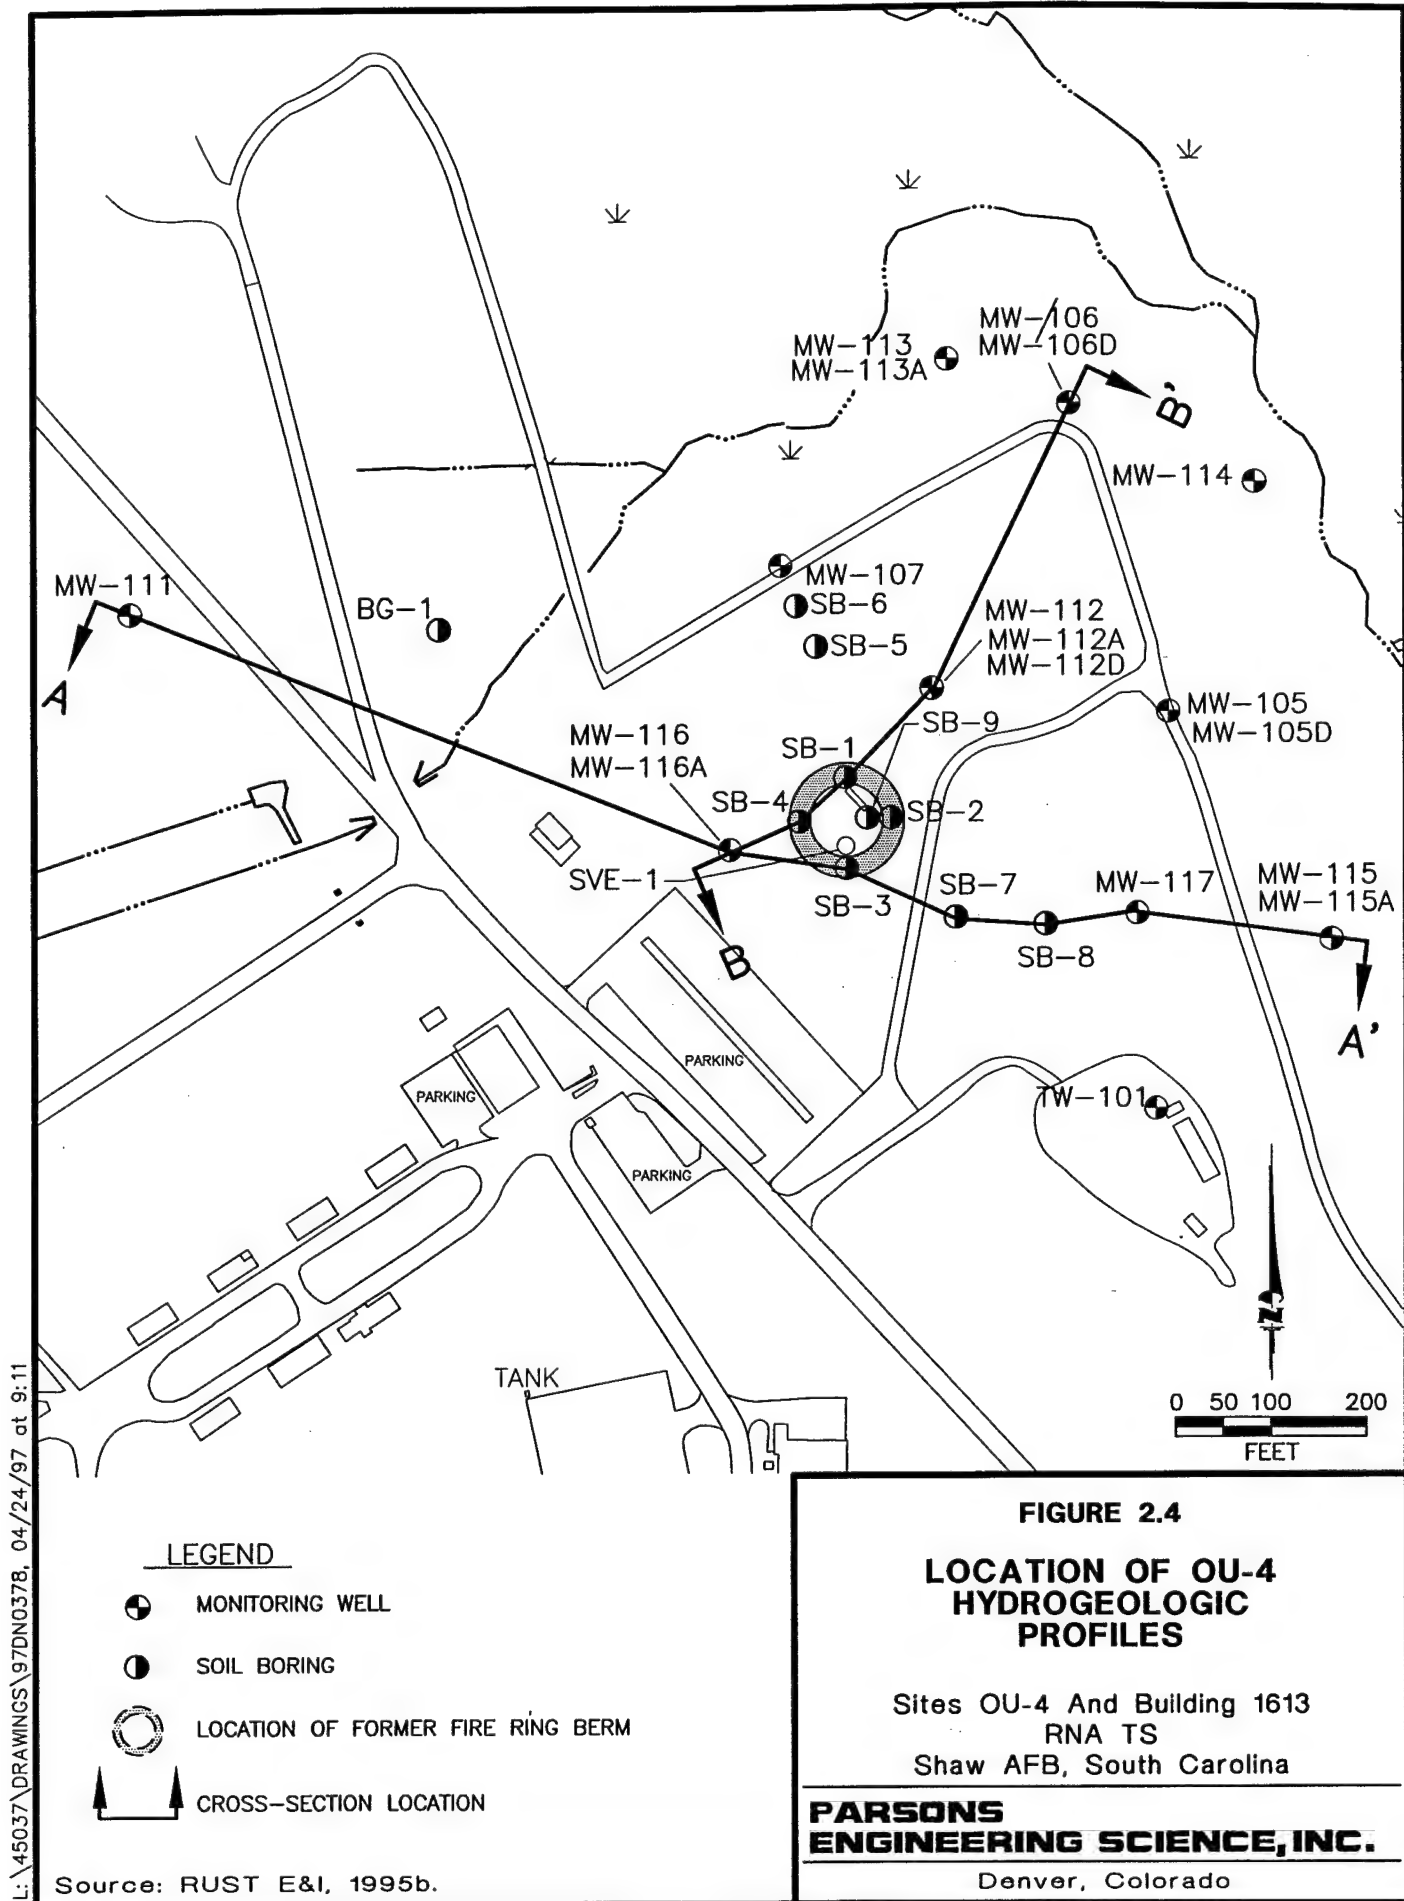 MW-106
MW-106D
MW-113
MW-113A
B'
MW-114
MW-111
BG-1
MW-107
SB-6
SB-5
MW-112
MW-112A
MW-112D
A
MW-105
MW-105D
SB-9
MW-116
MW-116A
SB-1
SB-4
SB-2
SVE-1
SB-3
SB-7
MW-117
MW-115
MW-115A
SB-8
B
A'
PARKING
PARKING
PARKING
TW-101
N
TANK
0 50 100 200
FEET
L:\45037\DRAWINGS\97DN0378, 04/24/97 at 9:11
LEGEND
MONITORING WELL
SOIL BORING
LOCATION OF FORMER FIRE RING BERM
CROSS-SECTION LOCATION
Source: RUST E&I, 1995b.
FIGURE 2.4
LOCATION OF OU-4
HYDROGEOLOGIC
PROFILES
Sites OU-4 And Building 1613
RNA TS
Shaw AFB, South Carolina
PARSONS
ENGINEERING SCIENCE, INC.
Denver, Colorado